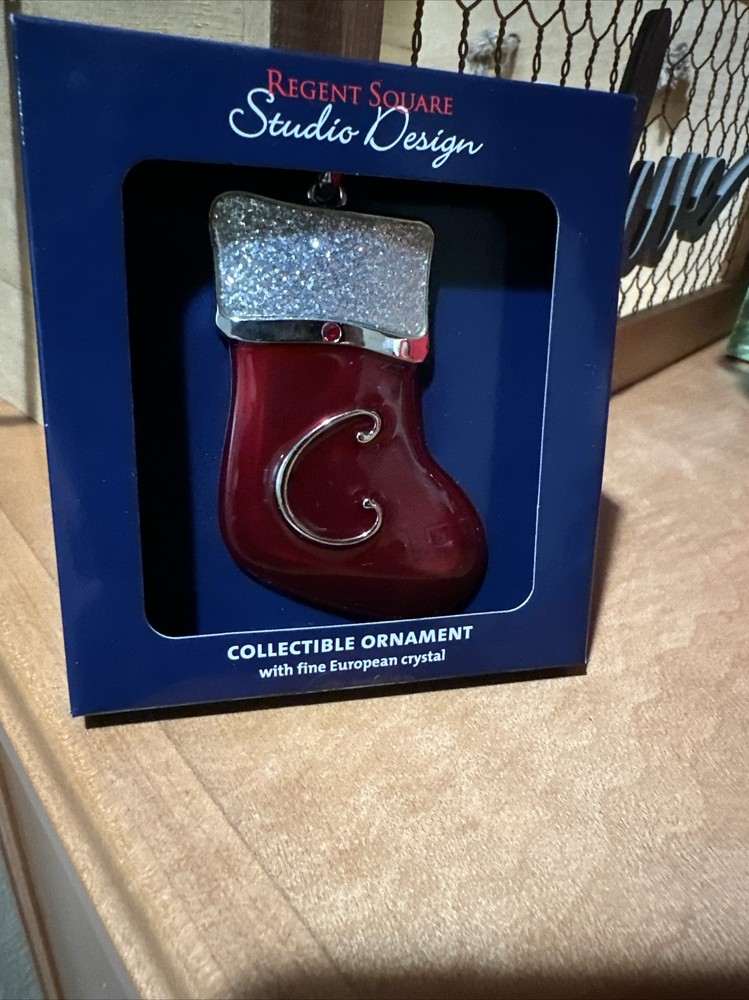 REGENT SQUARE
Studio Design
C
COLLECTIBLE ORNAMENT
with fine European crystal